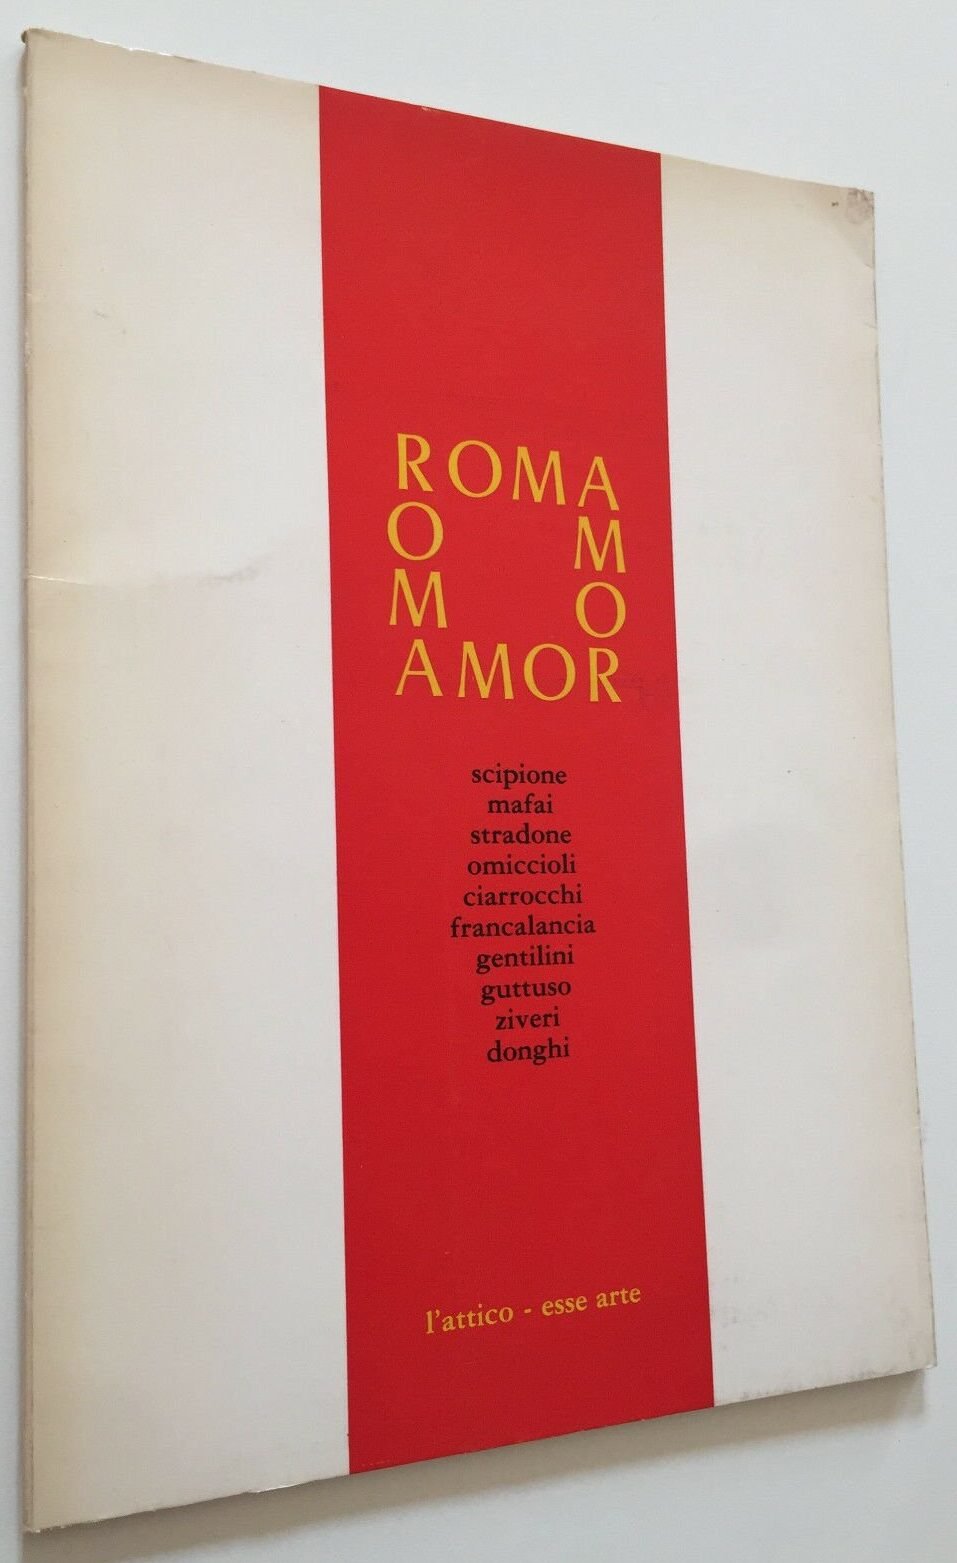 ROMA
O M
M O
AMOR
scipione
mafai
stradone
omiccioli
ciarrocchi
francalancia
gentilini
guttuso
ziveri
donghi
l'attico - esse arte